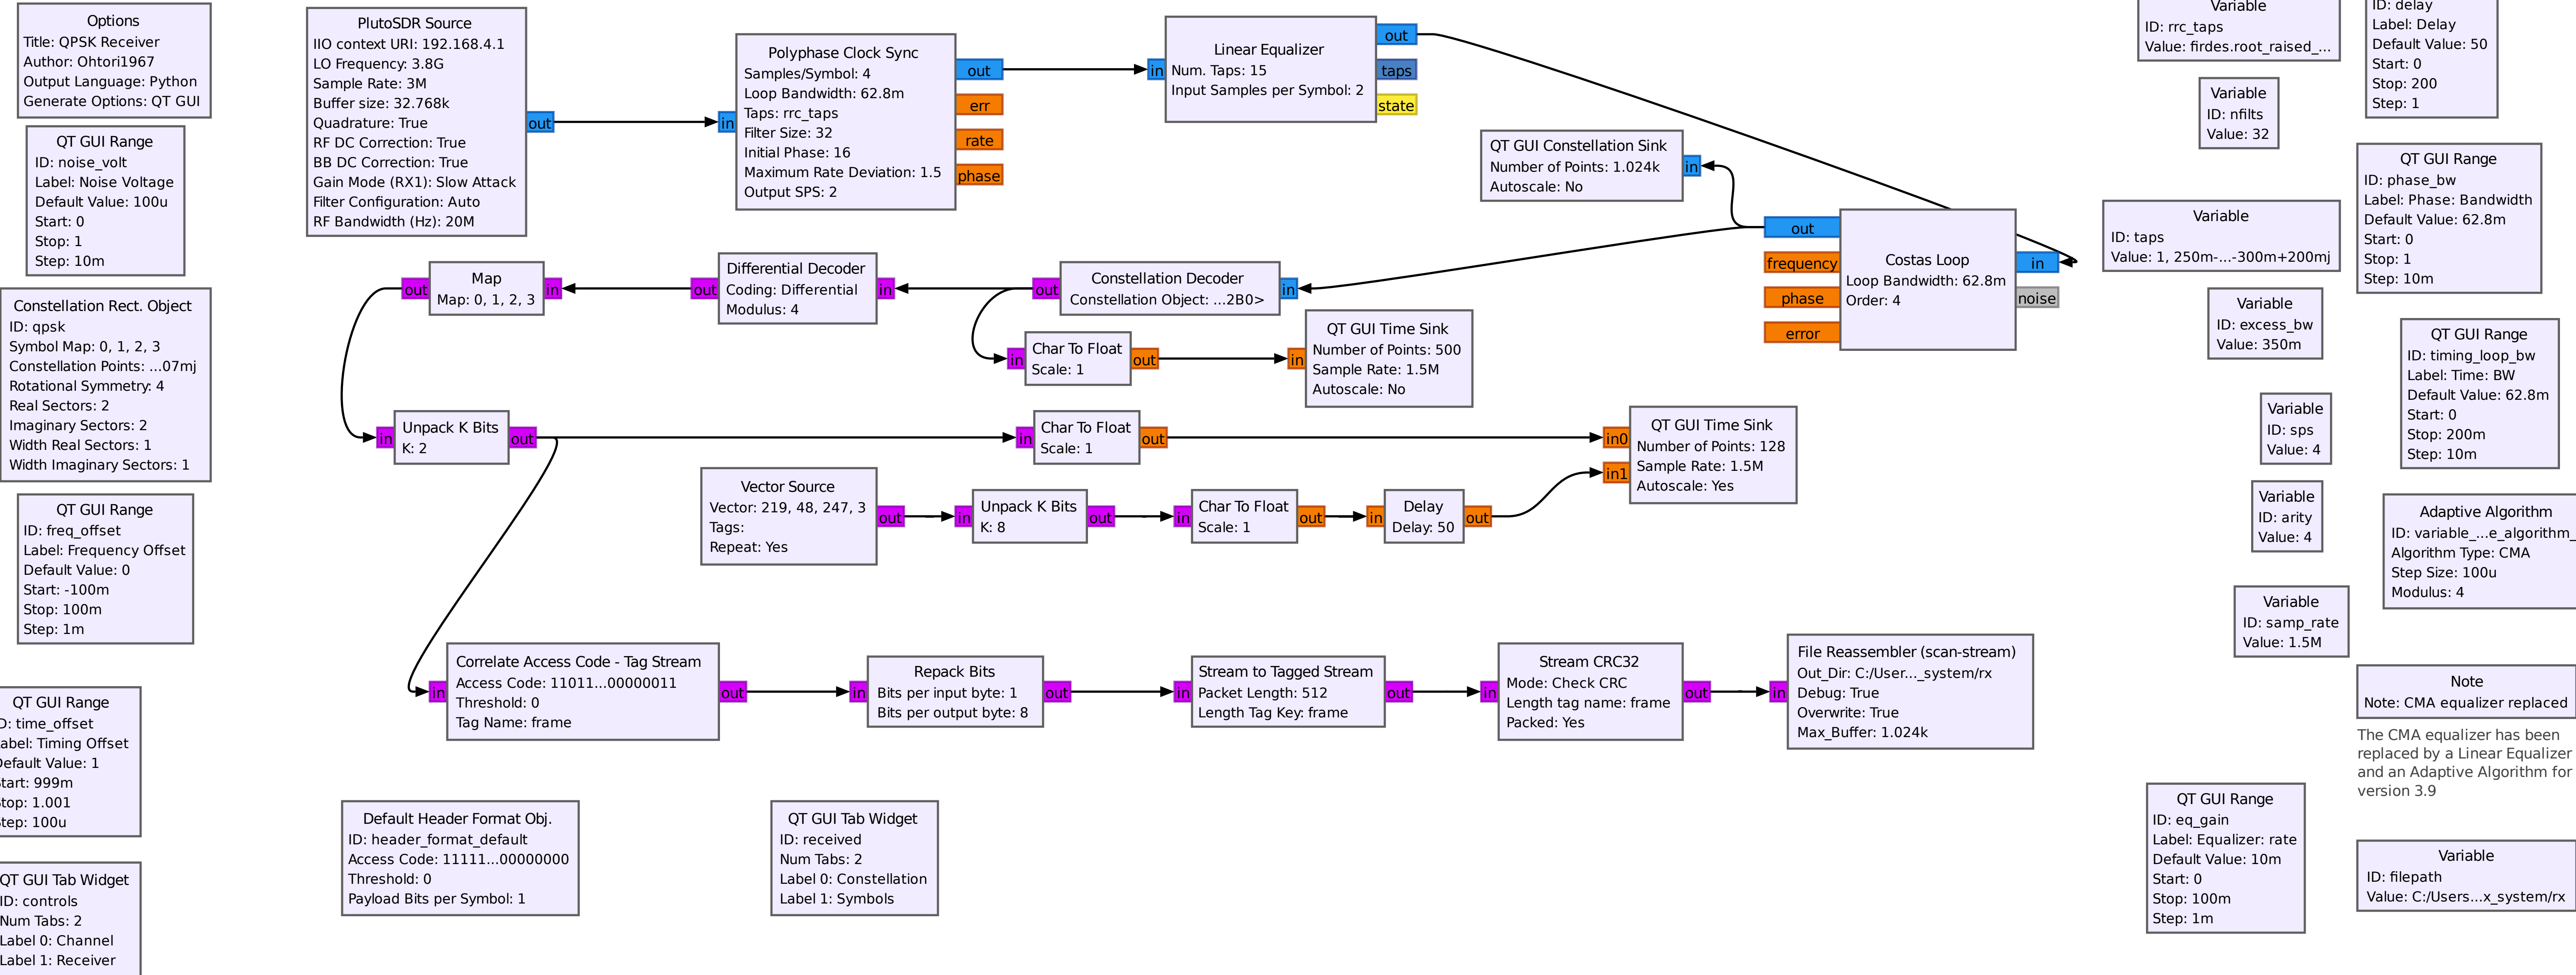 Options
Title: QPSK Receiver
Author: Ohtori1967
Output Language: Python
Generate Options: QT GUI
QT GUI Range
ID: noise_volt
Label: Noise Voltage
Default Value: 100u
Start: 0
Stop: 1
Step: 10m
Constellation Rect. Object
ID: qpsk
Symbol Map: 0, 1, 2, 3
Constellation Points: ...07mj
Rotational Symmetry: 4
Real Sectors: 2
Imaginary Sectors: 2
Width Real Sectors: 1
Width Imaginary Sectors: 1
QT GUI Range
ID: freq_offset
Label: Frequency Offset
Default Value: 0
Start: -100m
Stop: 100m
Step: 1m
QT GUI Range
D: time_offset
abel: Timing Offset
Default Value: 1
Start: 999m
Stop: 1.001
Step: 100u
QT GUI Tab Widget
ID: controls
Num Tabs: 2
Label 0: Channel
Label 1: Receiver
PlutoSDR Source
IIO context URI: 192.168.4.1
LO Frequency: 3.8G
Sample Rate: 3M
Buffer size: 32.768k
Quadrature: True
RF DC Correction: True
BB DC Correction: True
Gain Mode (RX1): Slow Attack
Filter Configuration: Auto
RF Bandwidth (Hz): 20M
out
in
Polyphase Clock Sync
Samples/Symbol: 4
Loop Bandwidth: 62.8m
Taps: rrc_taps
Filter Size: 32
Initial Phase: 16
Maximum Rate Deviation: 1.5
Output SPS: 2
out
err
rate
phase
in
Linear Equalizer
Num. Taps: 15
Input Samples per Symbol: 2
out
taps
state
QT GUI Constellation Sink
Number of Points: 1.024k
Autoscale: No
in
out
frequency
phase
error
Costas Loop
Loop Bandwidth: 62.8m
Order: 4
in
noise
out
Map
Map: 0, 1, 2, 3
in
out
Differential Decoder
Coding: Differential
Modulus: 4
in
out
Constellation Decoder
Constellation Object: ...2B0>
in
in
Char To Float
Scale: 1
out
in
QT GUI Time Sink
Number of Points: 500
Sample Rate: 1.5M
Autoscale: No
in
Unpack K Bits
K: 2
out
in
Char To Float
Scale: 1
out
in0
in1
QT GUI Time Sink
Number of Points: 128
Sample Rate: 1.5M
Autoscale: Yes
Vector Source
Vector: 219, 48, 247, 3
Tags:
Repeat: Yes
out
in
Unpack K Bits
K: 8
out
in
Char To Float
Scale: 1
out
in
Delay
Delay: 50
out
in
Correlate Access Code - Tag Stream
Access Code: 11011...00000011
Threshold: 0
Tag Name: frame
out
in
Repack Bits
Bits per input byte: 1
Bits per output byte: 8
out
in
Stream to Tagged Stream
Packet Length: 512
Length Tag Key: frame
out
in
Stream CRC32
Mode: Check CRC
Length tag name: frame
Packed: Yes
out
in
File Reassembler (scan-stream)
Out_Dir: C:/User..._system/rx
Debug: True
Overwrite: True
Max_Buffer: 1.024k
Default Header Format Obj.
ID: header_format_default
Access Code: 11111...00000000
Threshold: 0
Payload Bits per Symbol: 1
QT GUI Tab Widget
ID: received
Num Tabs: 2
Label 0: Constellation
Label 1: Symbols
Variable
ID: rrc_taps
Value: firdes.root_raised_...
Variable
ID: nfilts
Value: 32
Variable
ID: taps
Value: 1, 250m-...-300m+200mj
Variable
ID: excess_bw
Value: 350m
Variable
ID: sps
Value: 4
Variable
ID: arity
Value: 4
Variable
ID: samp_rate
Value: 1.5M
QT GUI Range
ID: eq_gain
Label: Equalizer: rate
Default Value: 10m
Start: 0
Stop: 100m
Step: 1m
ID: delay
Label: Delay
Default Value: 50
Start: 0
Stop: 200
Step: 1
QT GUI Range
ID: phase_bw
Label: Phase: Bandwidth
Default Value: 62.8m
Start: 0
Stop: 1
Step: 10m
QT GUI Range
ID: timing_loop_bw
Label: Time: BW
Default Value: 62.8m
Start: 0
Stop: 200m
Step: 10m
Adaptive Algorithm
ID: variable_...e_algorithm_
Algorithm Type: CMA
Step Size: 100u
Modulus: 4
Note
Note: CMA equalizer replaced
The CMA equalizer has been
replaced by a Linear Equalizer
and an Adaptive Algorithm for
version 3.9
Variable
ID: filepath
Value: C:/Users...x_system/rx